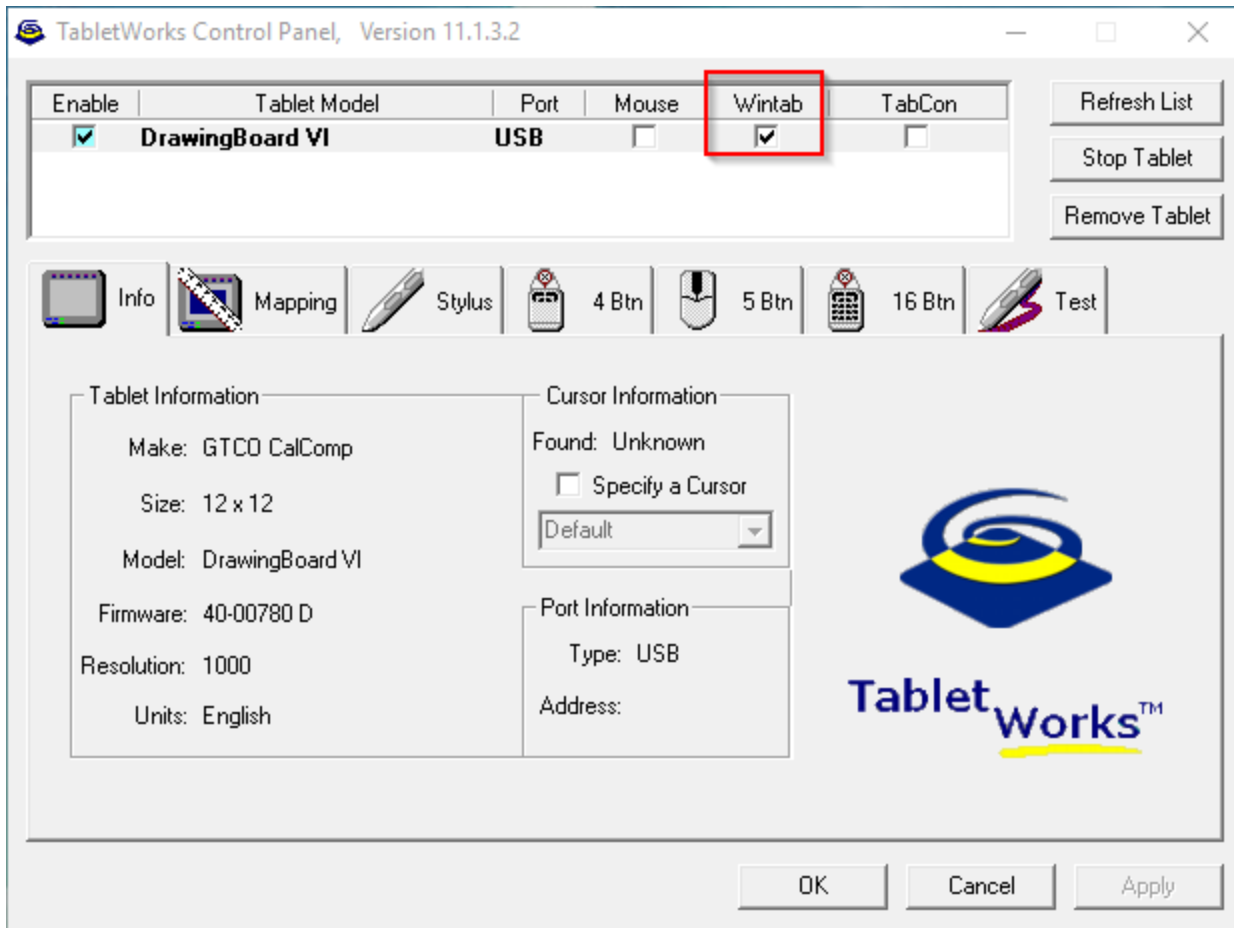 TabletWorks Control Panel, Version 11.1.3.2
Enable Tablet Model Port Mouse Wintab TabCon
DrawingBoard VI USB
Refresh List
Stop Tablet
Remove Tablet
Info Mapping Stylus 4 Btn 5 Btn 16 Btn Test
Tablet Information
Make: GTCO CalComp
Size: 12 x 12
Model: DrawingBoard VI
Firmware: 40-00780 D
Resolution: 1000
Units: English
Cursor Information
Found: Unknown
Specify a Cursor
Default
Port Information
Type: USB
Address:
Tablet
Works™
OK Cancel Apply